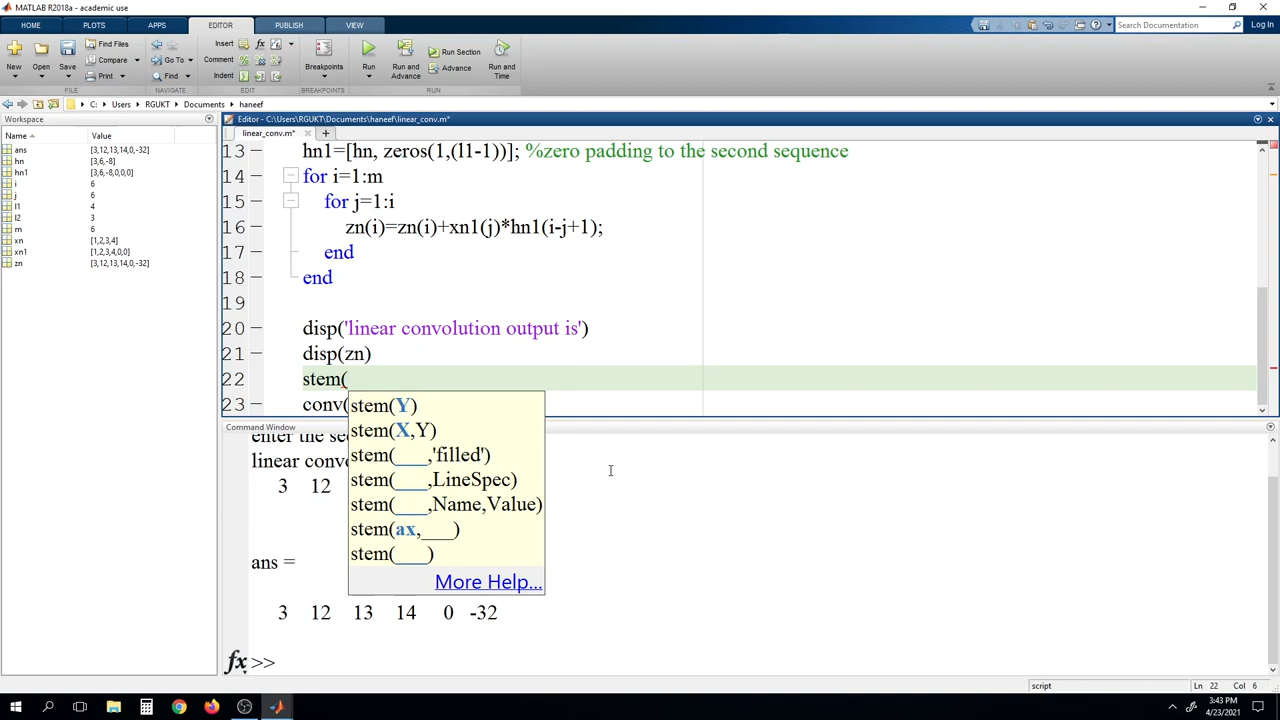 MATLAB R2018a - academic use
HOME PLOTS APPS EDITOR PUBLISH VIEW
Search Documentation
Log In
New
Open
Save
Find Files
Compare
Print
Go To
Find
Insert
Comment
Indent
Breakpoints
Run
Run and
Advance
Run Section
Advance
Run and
Time
FILE NAVIGATE EDIT BREAKPOINTS RUN
C: Users RGUKT Documents haneef
Workspace
Name Value
ans [3,12,13,14,0,-32]
hn [3,6,-8]
hn1 [3,6,-8,0,0,0]
i 6
j 6
l1 4
l2 3
m 6
xn [1,2,3,4]
xn1 [1,2,3,4,0,0]
zn [3,12,13,14,0,-32]
Editor - C:\Users\RGUKT\Documents\haneef\linear_conv.m*
linear_conv.m*
13 hn1=[hn, zeros(1,(l1-1))]; %zero padding to the second sequence
14 for i=1:m
15 for j=1:i
16 zn(i)=zn(i)+xn1(j)*hn1(i-j+1);
17 end
18 end
19
20 disp('linear convolution output is')
21 disp(zn)
22 stem(
23 conv(
stem(Y)
stem(X,Y)
stem(___,'filled')
stem(___,LineSpec)
stem(___,Name,Value)
stem(ax,___)
stem(___)
More Help...
Command Window
enter the se
linear conv
3 12
ans =
3 12 13 14 0 -32
fx >>
script
Ln 22 Col 6
3:43 PM
4/23/2021